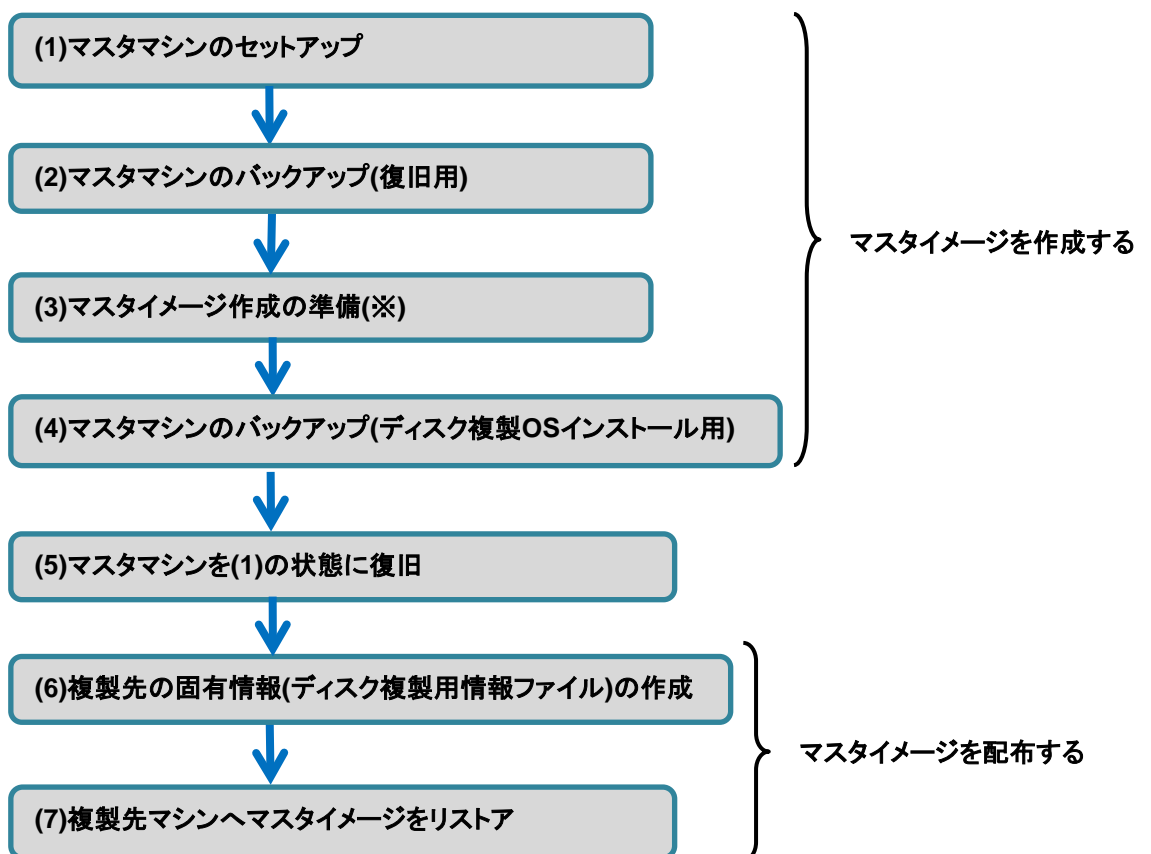 (1)マスタマシンのセットアップ
(2)マスタマシンのバックアップ(復旧用)
マスタイメージを作成する
(3)マスタイメージ作成の準備(※)
(4)マスタマシンのバックアップ(ディスク複製OSインストール用)
(5)マスタマシンを(1)の状態に復旧
(6)複製先の固有情報(ディスク複製用情報ファイル)の作成
マスタイメージを配布する
(7)複製先マシンへマスタイメージをリストア